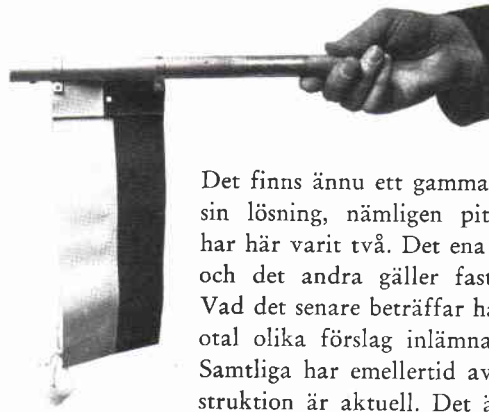 Det finns ännu ett gamma
sin lösning, nämligen pit
har här varit två. Det ena
och det andra gäller fast
Vad det senare beträffar ha
otal olika förslag inlämna
Samtliga har emellertid av
struktion är aktuell. Det ä